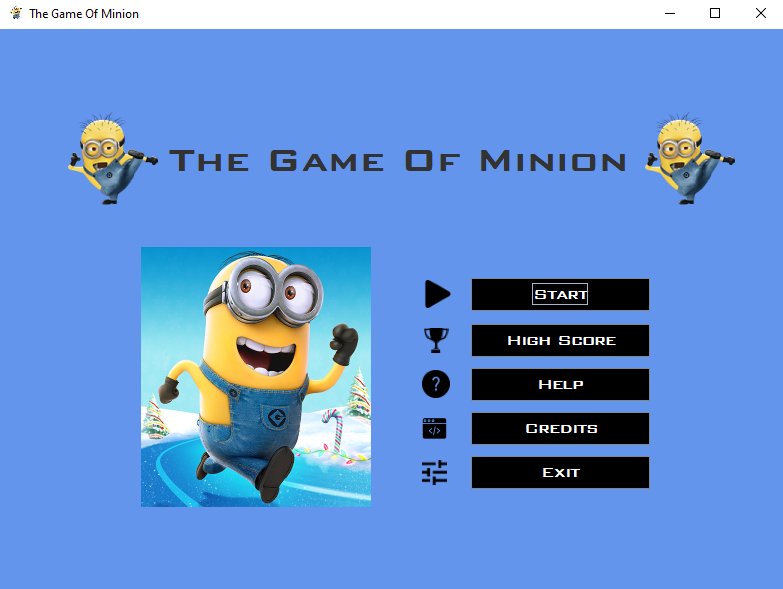 The Game Of Minion
The Game Of Minion
Start
High Score
?
Help
</>
Credits
Exit